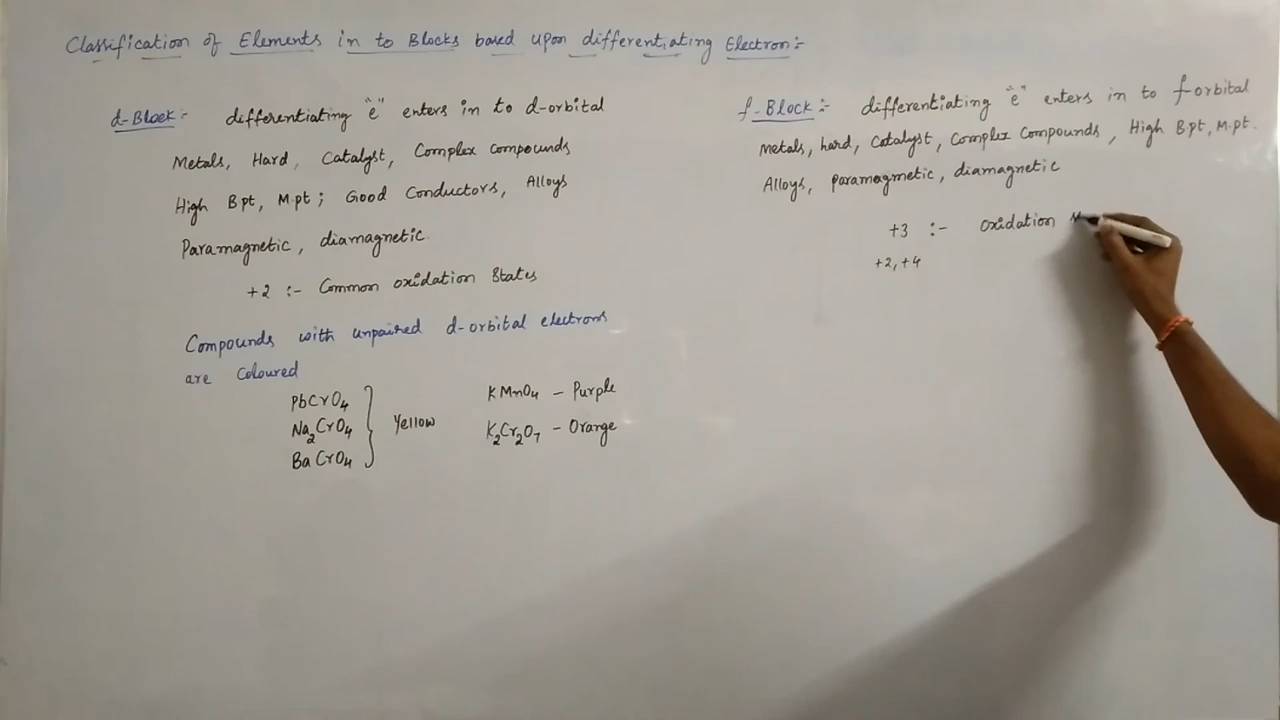 Classification of Elements in to Blocks based upon differentiating Electron:-
d-Block:- differentiating "e" enters in to d-orbital
Metals, Hard, Catalyst, Complex compounds
High Bpt, M.pt; Good Conductors, Alloys
Paramagnetic, diamagnetic.
+2 :- Common oxidation States
Compounds with unpaired d-orbital electrons
are Coloured
PbCrO4
Na2CrO4
BaCrO4
Yellow
KMnO4 - Purple
K2Cr2O7 - Orange
f-Block:- differentiating "e" enters in to f orbital
Metals, hard, Catalyst, Complex Compounds, High B.pt, M.pt.
Alloys, paramagnetic, diamagnetic
+3 :- Oxidation
+2, +4